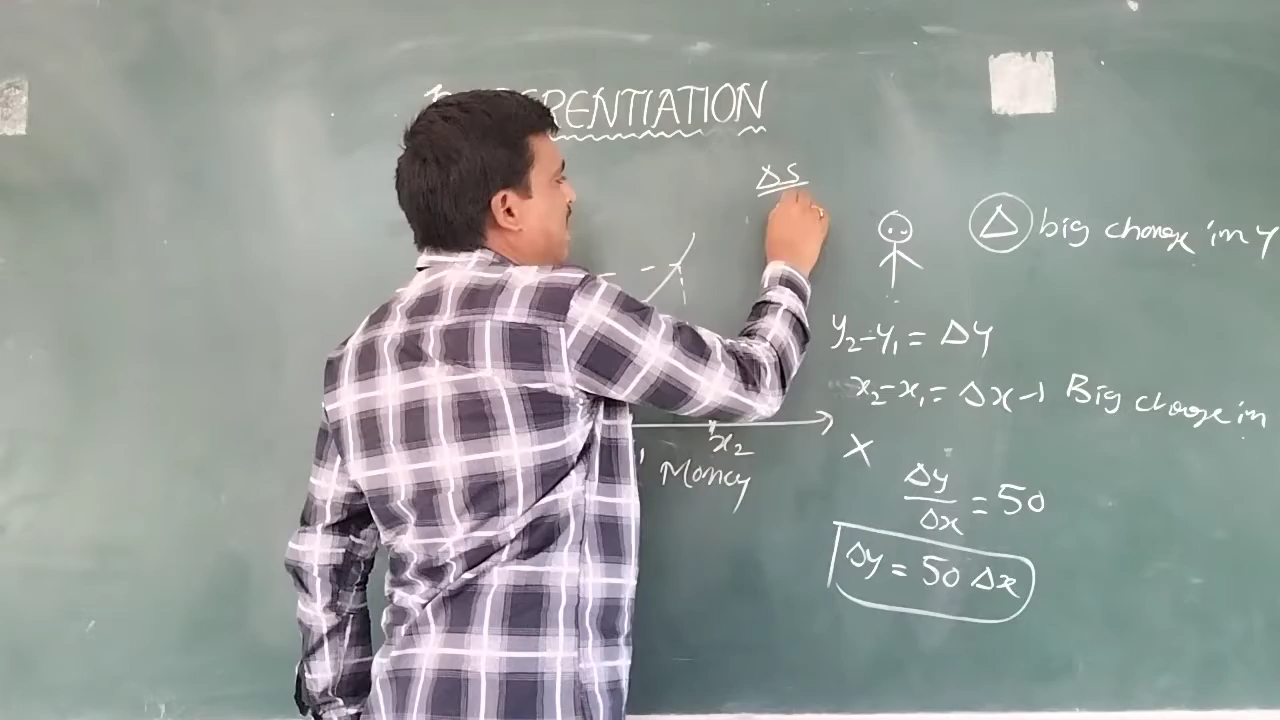 ERENTIATION
ΔS
Δ big change in y
y₂-y₁ = Δy
x₂-x₁ = Δx → Big change in
x₂
X
Money
Δy/Δx = 50
Δy = 50 Δx